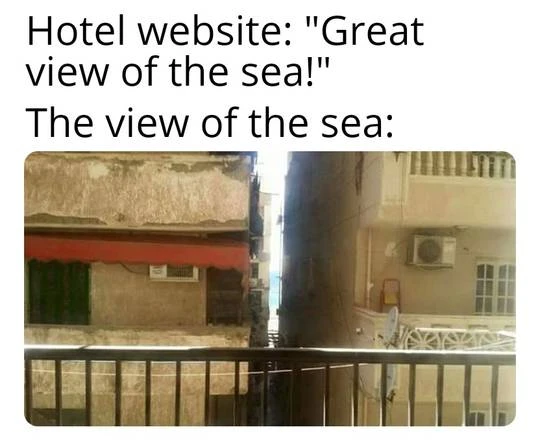 Hotel website: "Great
view of the sea!"
The view of the sea: